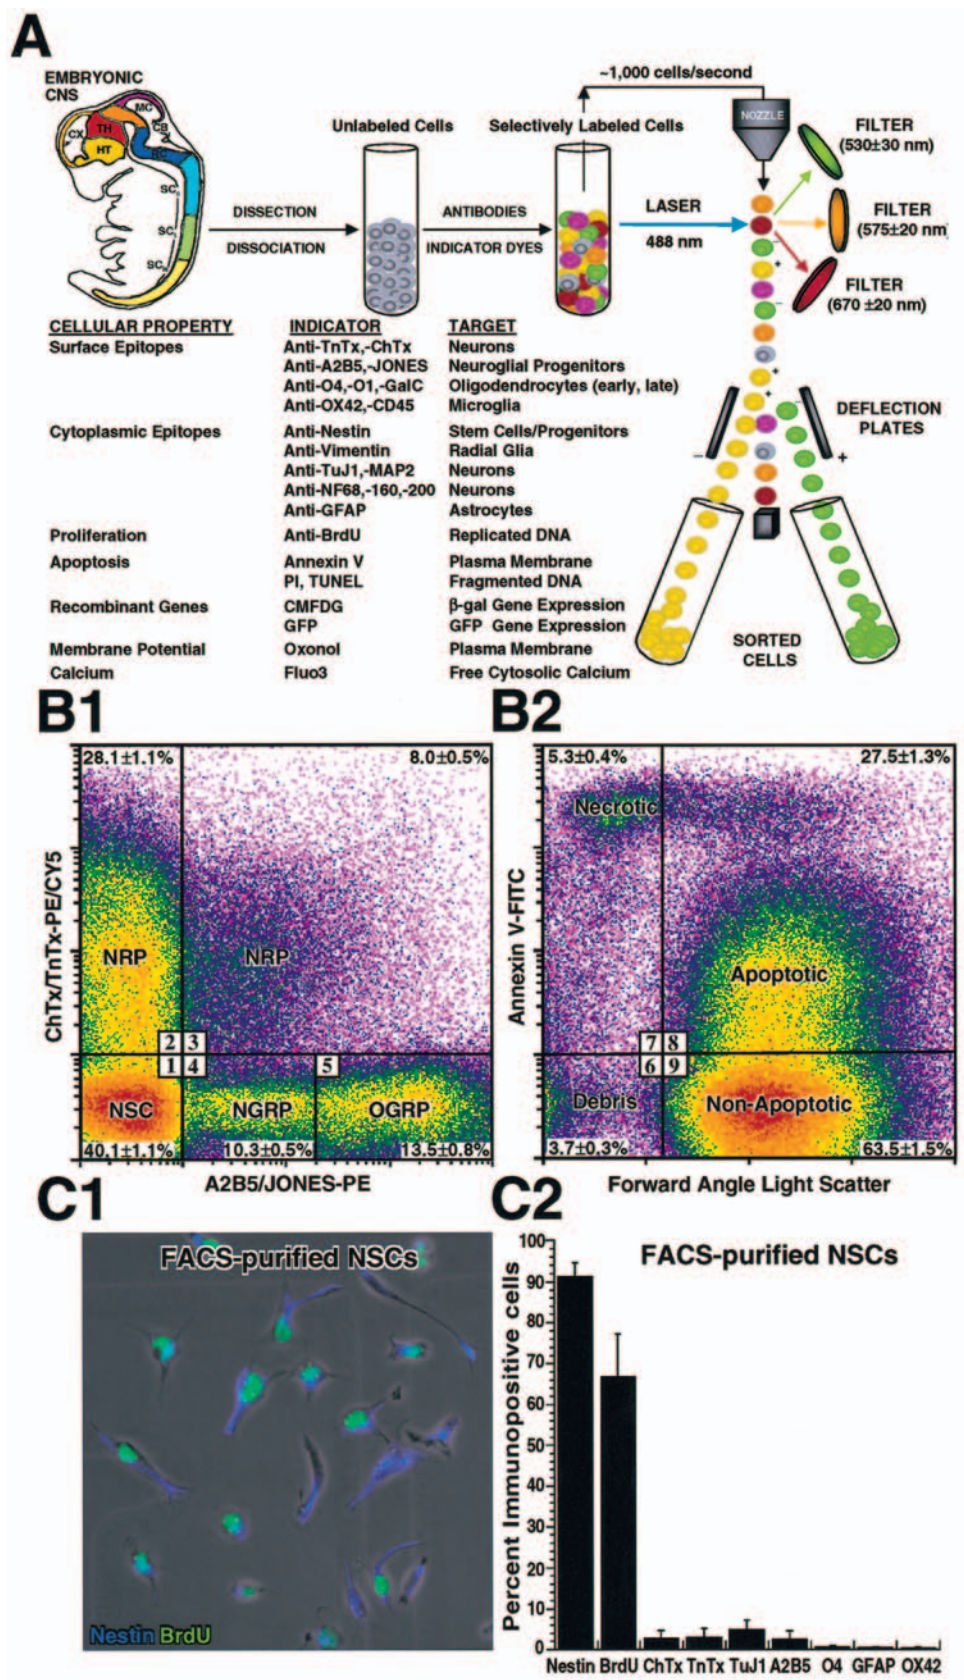 A
EMBRYONIC
CNS
MC
CX
TH
CB
HT
SC
SC
SC
Unlabeled Cells
Selectively Labeled Cells
~1,000 cells/second
NOZZLE
FILTER
(530±30 nm)
FILTER
(575±20 nm)
FILTER
(670 ±20 nm)
DISSECTION
DISSOCIATION
ANTIBODIES
INDICATOR DYES
LASER
488 nm
DEFLECTION
PLATES
SORTED
CELLS
CELLULAR PROPERTY INDICATOR TARGET
Surface Epitopes Anti-TnTx,-ChTx Neurons
Anti-A2B5,-JONES Neuroglial Progenitors
Anti-O4,-O1,-GalC Oligodendrocytes (early, late)
Anti-OX42,-CD45 Microglia
Cytoplasmic Epitopes Anti-Nestin Stem Cells/Progenitors
Anti-Vimentin Radial Glia
Anti-TuJ1,-MAP2 Neurons
Anti-NF68,-160,-200 Neurons
Anti-GFAP Astrocytes
Proliferation Anti-BrdU Replicated DNA
Apoptosis Annexin V Plasma Membrane
PI, TUNEL Fragmented DNA
Recombinant Genes CMFDG β-gal Gene Expression
GFP GFP Gene Expression
Membrane Potential Oxonol Plasma Membrane
Calcium Fluo3 Free Cytosolic Calcium
B1
28.1±1.1% 8.0±0.5%
NRP NRP
2 3
1 4 5
NSC NGRP OGRP
40.1±1.1% 10.3±0.5% 13.5±0.8%
ChTx/TnTx-PE/CY5
A2B5/JONES-PE
B2
5.3±0.4% 27.5±1.3%
Necrotic
Apoptotic
7 8
6 9
Debris Non-Apoptotic
3.7±0.3% 63.5±1.5%
Annexin V-FITC
Forward Angle Light Scatter
C1
FACS-purified NSCs
Nestin BrdU
C2
FACS-purified NSCs
Percent Immunopositive cells
100
90
80
70
60
50
40
30
20
10
0
Nestin BrdU ChTx TnTx TuJ1 A2B5 O4 GFAP OX42